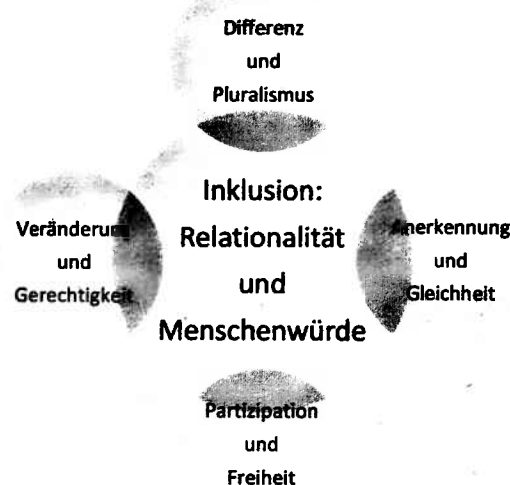 Differenz
und
Pluralismus
Inklusion:
Relationalität
und
Menschenwürde
Veränderung
und
Gerechtigkeit
Anerkennung
und
Gleichheit
Partizipation
und
Freiheit